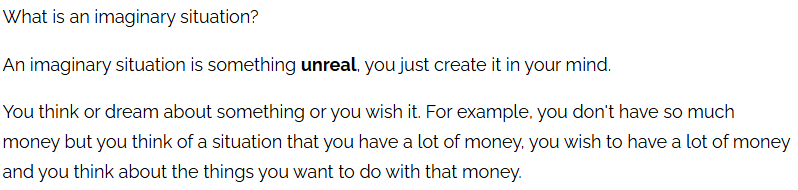 What is an imaginary situation?
An imaginary situation is something unreal, you just create it in your mind.
You think or dream about something or you wish it. For example, you don't have so much
money but you think of a situation that you have a lot of money, you wish to have a lot of money
and you think about the things you want to do with that money.